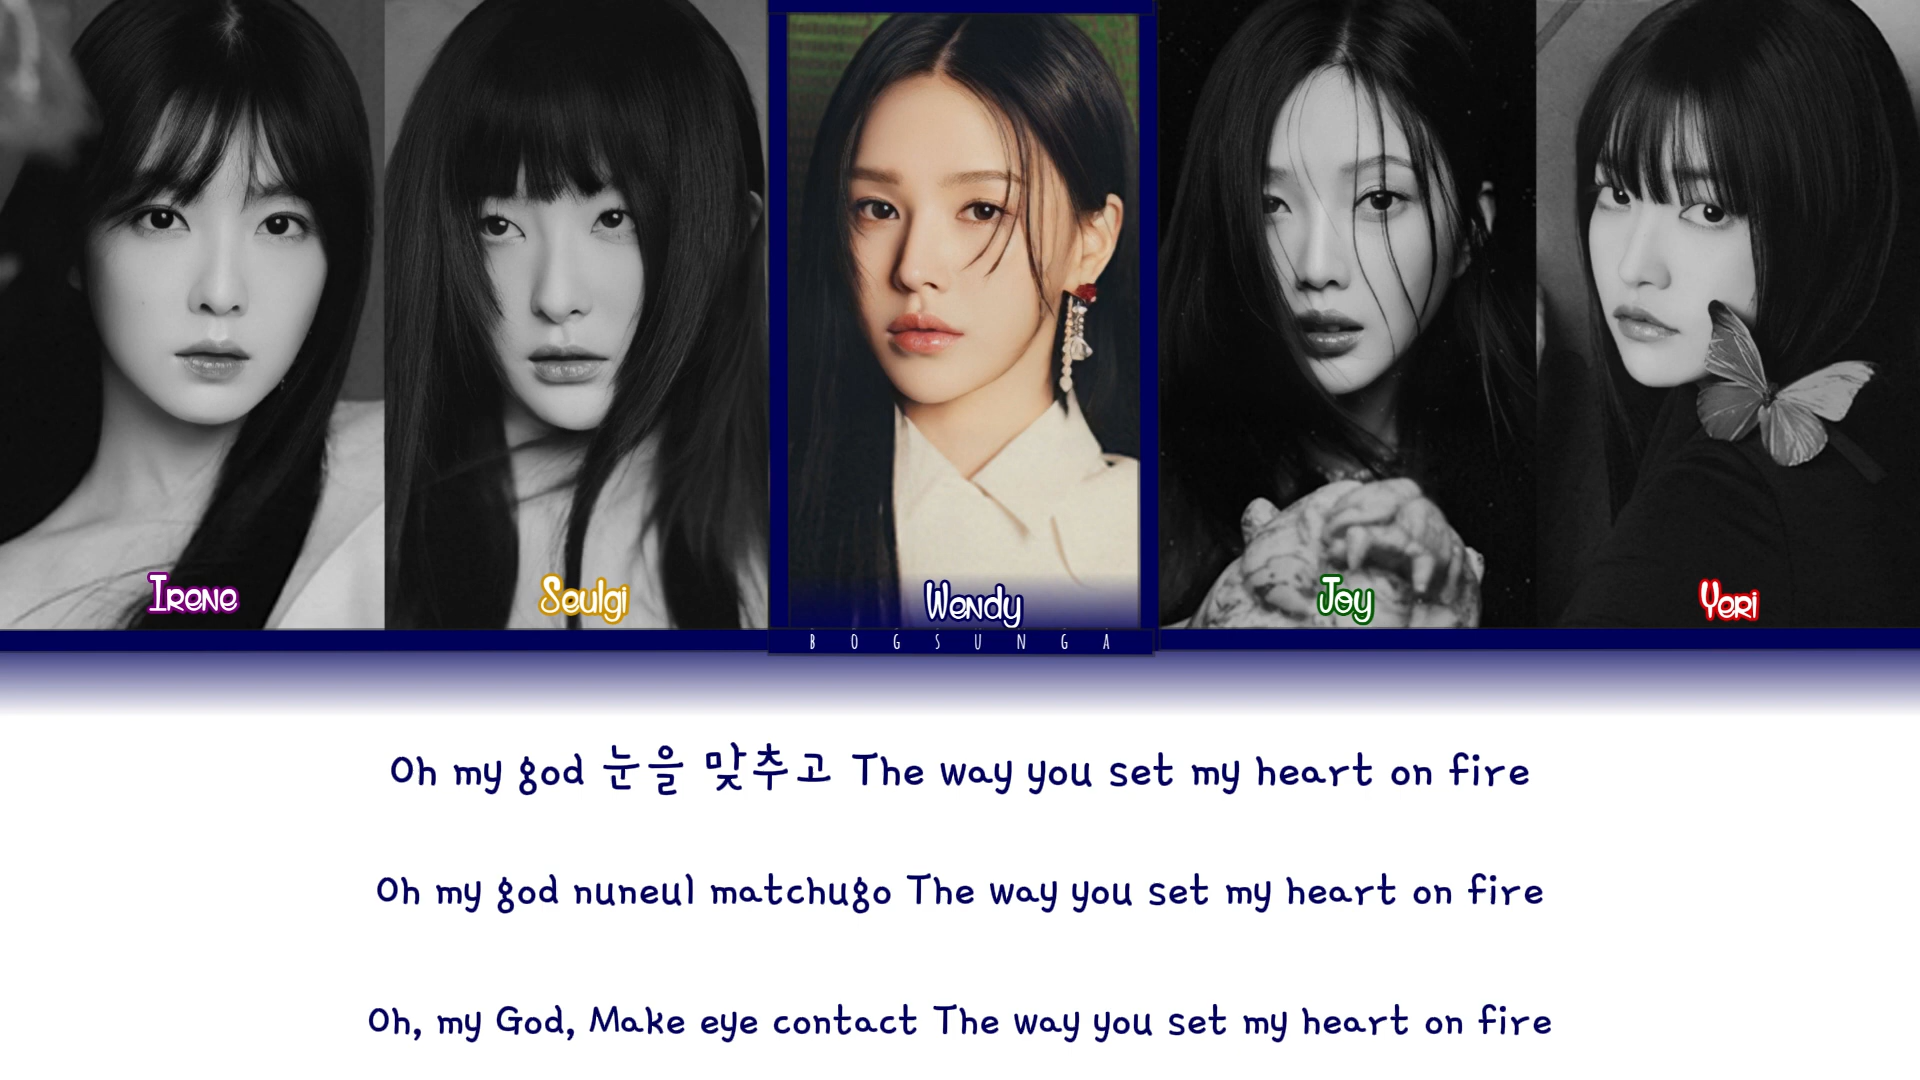 Irene
Seulgi
Wendy
Joy
Yeri
BOGSUNGA
Oh my god 눈을 맞추고 The way you set my heart on fire
Oh my god nuneul matchugo The way you set my heart on fire
Oh, my God, Make eye contact The way you set my heart on fire